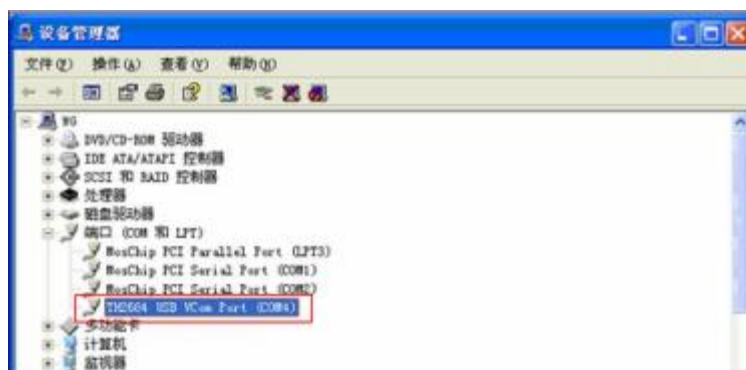 设备管理器
文件(F) 操作(A) 查看(V) 帮助(H)
WG
DVD/CD-ROM 驱动器
IDE ATA/ATAPI 控制器
SCSI 和 RAID 控制器
处理器
磁盘驱动器
端口 (COM 和 LPT)
MosChip PCI Parallel Port (LPT3)
MosChip PCI Serial Port (COM1)
MosChip PCI Serial Port (COM2)
USB VCom Port (COM4)
多功能卡
计算机
监视器